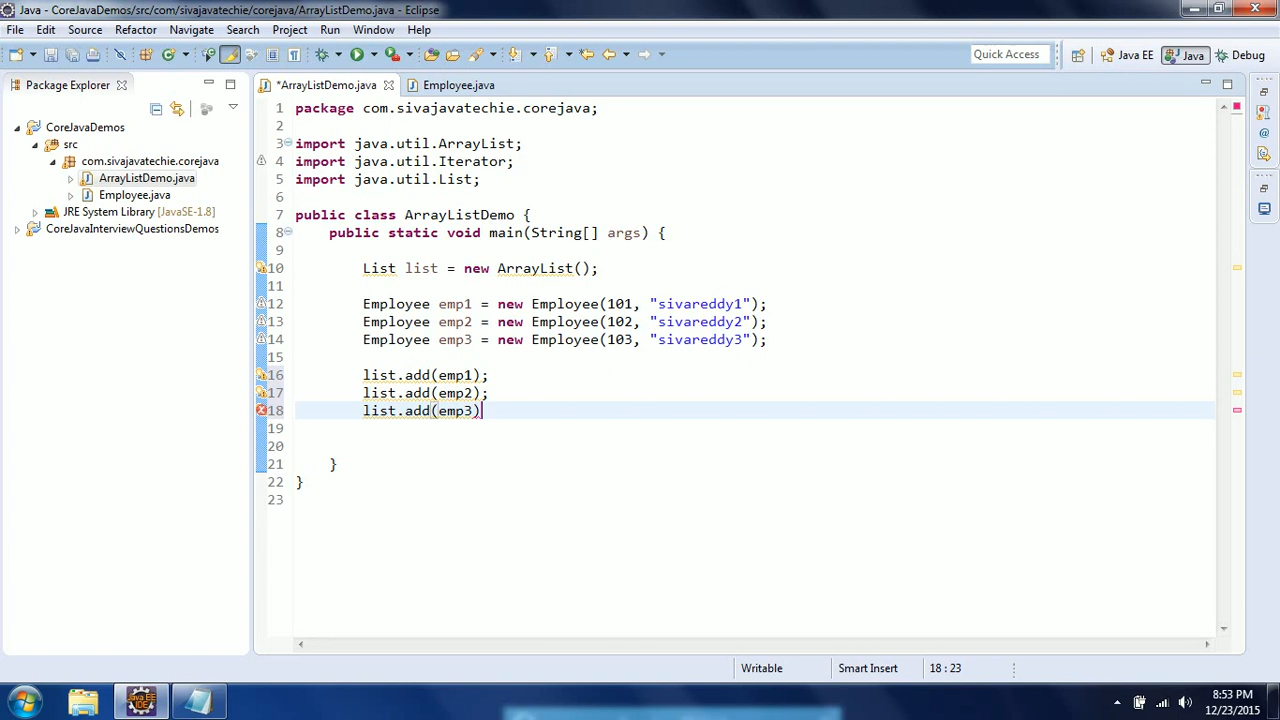 Java - CoreJavaDemos/src/com/sivajavatechie/corejava/ArrayListDemo.java - Eclipse
File Edit Source Refactor Navigate Search Project Run Window Help
Quick Access Java EE Java Debug
Package Explorer *ArrayListDemo.java Employee.java
CoreJavaDemos
src
com.sivajavatechie.corejava
ArrayListDemo.java
Employee.java
JRE System Library [JavaSE-1.8]
CoreJavaInterviewQuestionsDemos
1 package com.sivajavatechie.corejava;
2
3 import java.util.ArrayList;
4 import java.util.Iterator;
5 import java.util.List;
6
7 public class ArrayListDemo {
8 public static void main(String[] args) {
9
10 List list = new ArrayList();
11
12 Employee emp1 = new Employee(101, "sivareddy1");
13 Employee emp2 = new Employee(102, "sivareddy2");
14 Employee emp3 = new Employee(103, "sivareddy3");
15
16 list.add(emp1);
17 list.add(emp2);
18 list.add(emp3)
19
20
21 }
22 }
23
Writable Smart Insert 18 : 23
Java EE
IDE
8:53 PM
12/23/2015